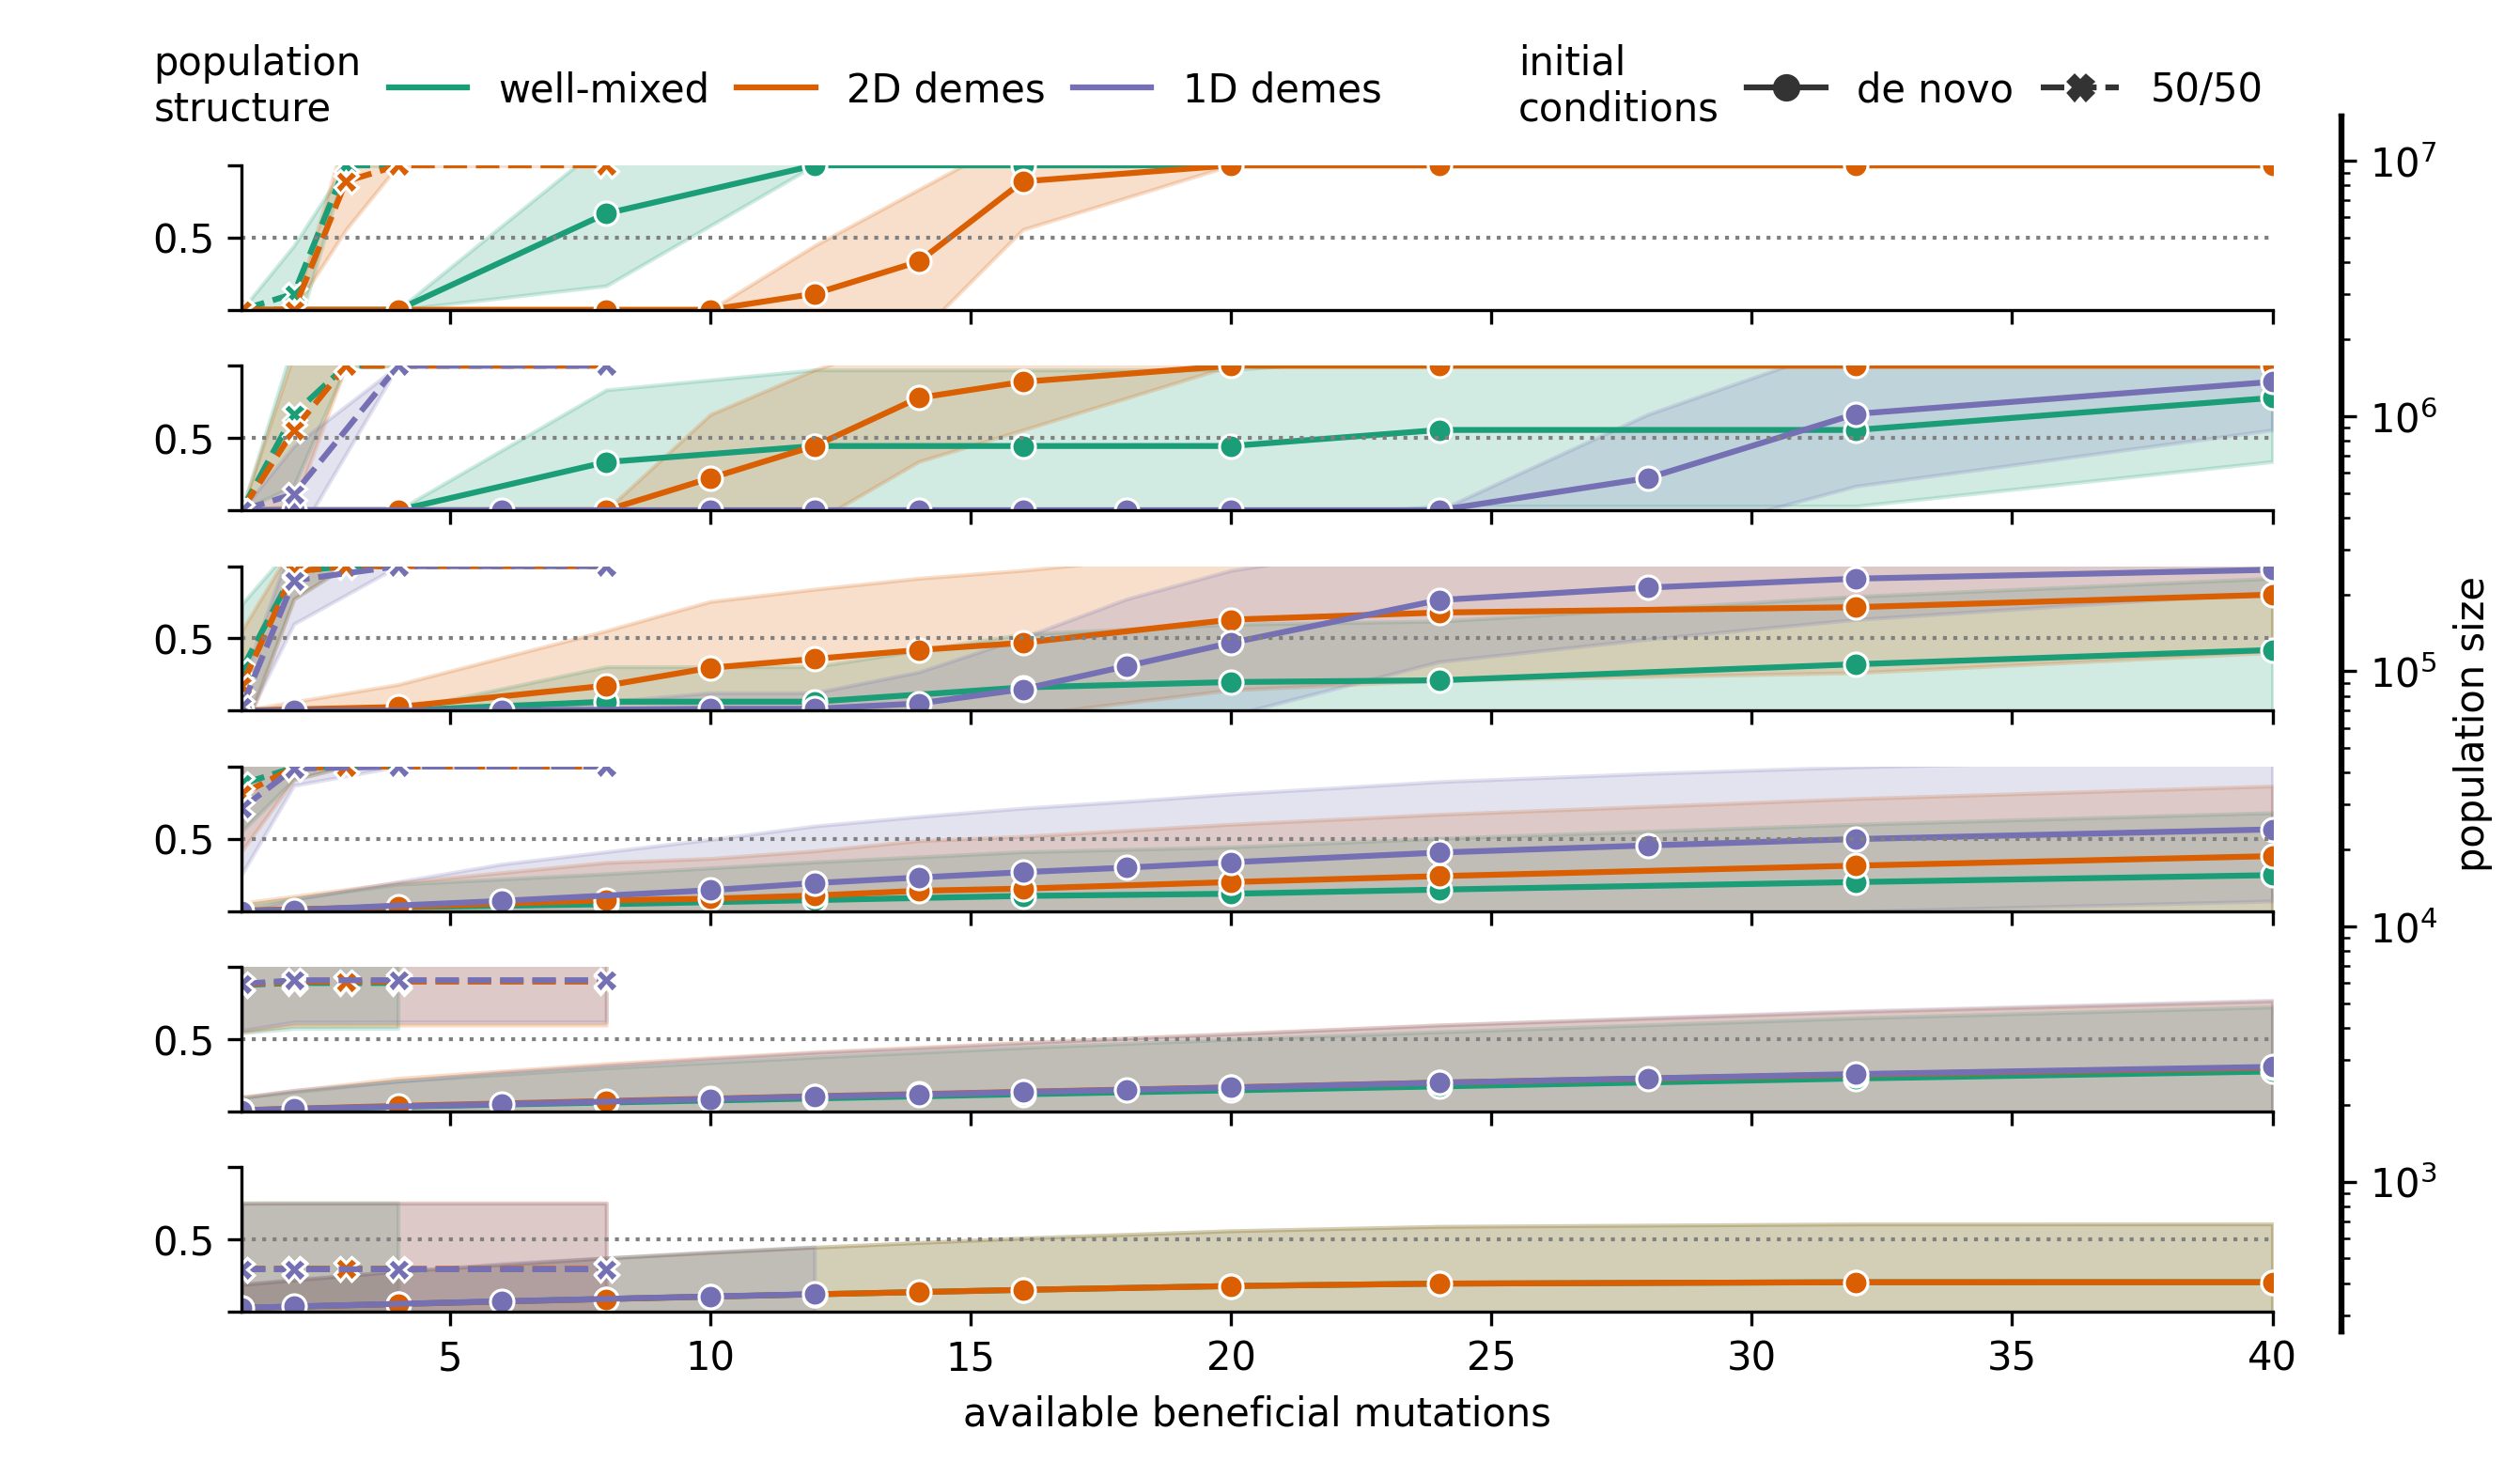 population
structure
well-mixed
2D demes
1D demes
initial
conditions
de novo
50/50
0.5
0.5
0.5
0.5
0.5
0.5
10⁷
10⁶
10⁵
10⁴
10³
population size
5
10
15
20
25
30
35
40
available beneficial mutations